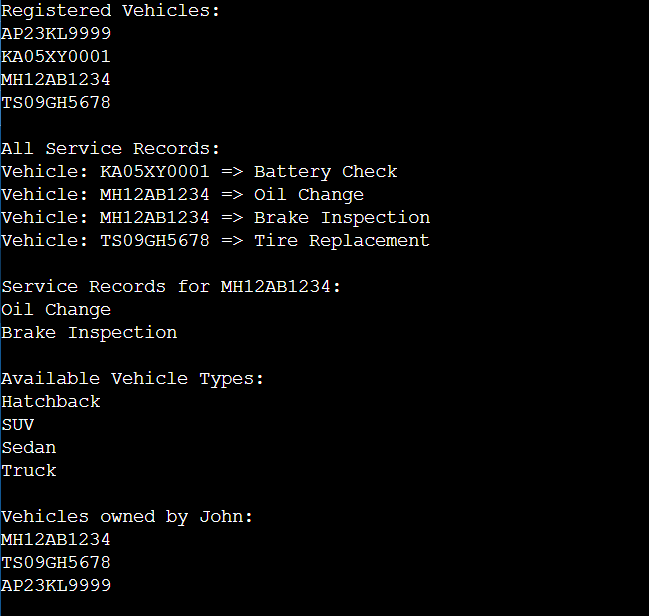 Registered Vehicles:
AP23KL9999
KA05XY0001
MH12AB1234
TS09GH5678
All Service Records:
Vehicle: KA05XY0001 => Battery Check
Vehicle: MH12AB1234 => Oil Change
Vehicle: MH12AB1234 => Brake Inspection
Vehicle: TS09GH5678 => Tire Replacement
Service Records for MH12AB1234:
Oil Change
Brake Inspection
Available Vehicle Types:
Hatchback
SUV
Sedan
Truck
Vehicles owned by John:
MH12AB1234
TS09GH5678
AP23KL9999